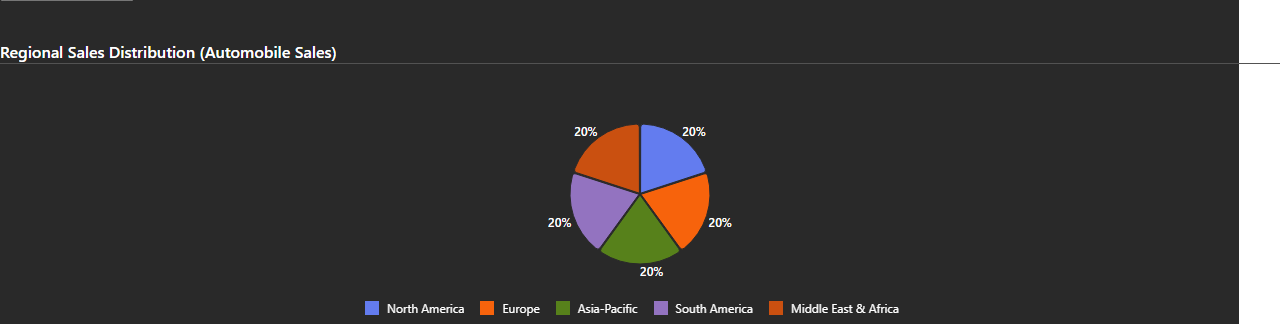 Regional Sales Distribution (Automobile Sales)
20% 20%
20% 20%
20%
North America Europe Asia-Pacific South America Middle East & Africa